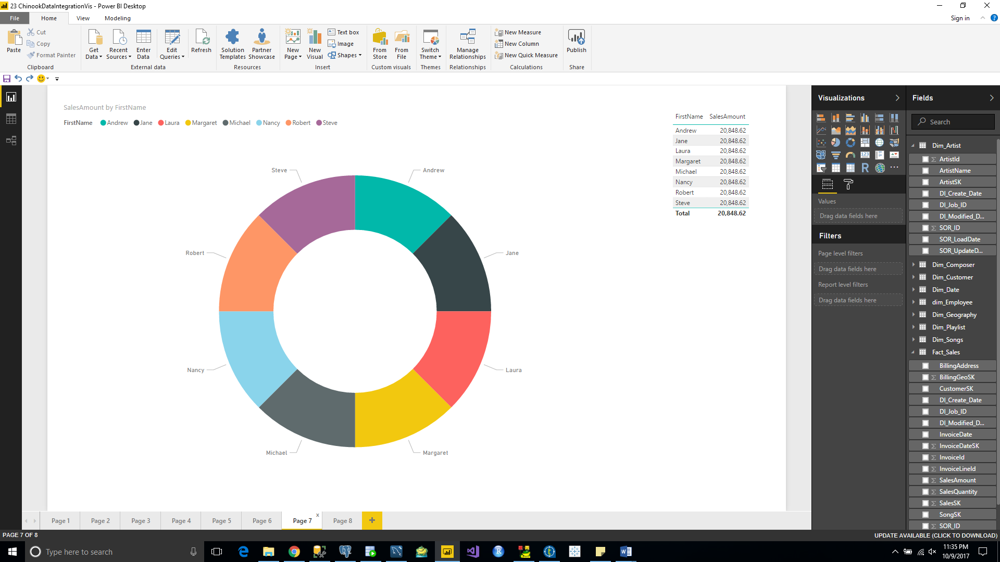 23 ChinookDataIntegrationVis - Power BI Desktop
File
Home
View
Modeling
Sign in
Paste
Cut
Copy
Format Painter
Clipboard
Get Data
Recent Sources
Enter Data
Edit Queries
Refresh
External data
Solution Templates
Partner Showcase
Resources
New Page
New Visual
Text box
Image
Shapes
Insert
From Store
From File
Custom visuals
Switch Theme
Themes
Manage Relationships
Relationships
New Measure
New Column
New Quick Measure
Calculations
Publish
Share
SalesAmount by FirstName
FirstName Andrew Jane Laura Margaret Michael Nancy Robert Steve
Steve
Andrew
Robert
Jane
Nancy
Laura
Michael
Margaret
FirstName SalesAmount
Andrew 20,848.62
Jane 20,848.62
Laura 20,848.62
Margaret 20,848.62
Michael 20,848.62
Nancy 20,848.62
Robert 20,848.62
Steve 20,848.62
Total 20,848.62
Visualizations
123
R
Values
Drag data fields here
Filters
Page level filters
Drag data fields here
Report level filters
Drag data fields here
Fields
Search
Dim_Artist
ArtistId
ArtistName
ArtistSK
DI_Create_Date
DI_Job_ID
DI_Modified_D...
SOR_ID
SOR_LoadDate
SOR_UpdateD...
Dim_Composer
Dim_Customer
Dim_Date
dim_Employee
Dim_Geography
Dim_Playlist
Dim_Songs
Fact_Sales
BillingAddress
BillingGeoSK
CustomerSK
DI_Create_Date
DI_Job_ID
DI_Modified_D...
InvoiceDate
InvoiceDateSK
InvoiceId
InvoiceLineId
SalesAmount
SalesQuantity
SalesSK
SongSK
SOR_ID
Page 1
Page 2
Page 3
Page 4
Page 5
Page 6
Page 7
x
Page 8
PAGE 7 OF 8
UPDATE AVAILABLE (CLICK TO DOWNLOAD)
Type here to search
11:35 PM
10/9/2017